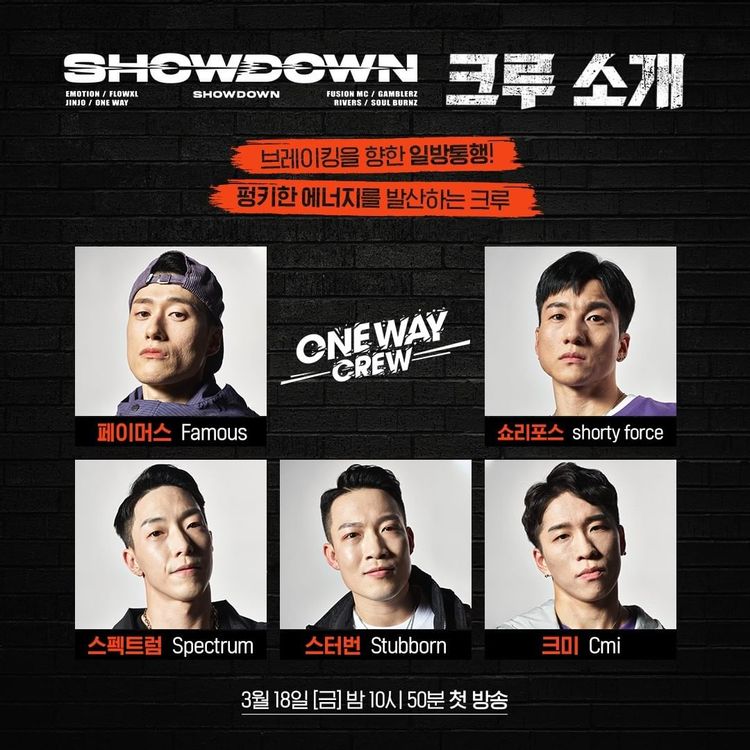 SHOWDOWN 크루 소개
EMOTION / FLOWXL
JINJO / ONE WAY
SHOWDOWN
FUSION MC / GAMBLERZ
RIVERS / SOUL BURNZ
브레이킹을 향한 일방통행!
펑키한 에너지를 발산하는 크루
ONE WAY
CREW
페이머스 Famous
쇼리포스 shorty force
스펙트럼 Spectrum
스터번 Stubborn
크미 Cmi
3월 18일 [금] 밤 10시 50분 첫 방송